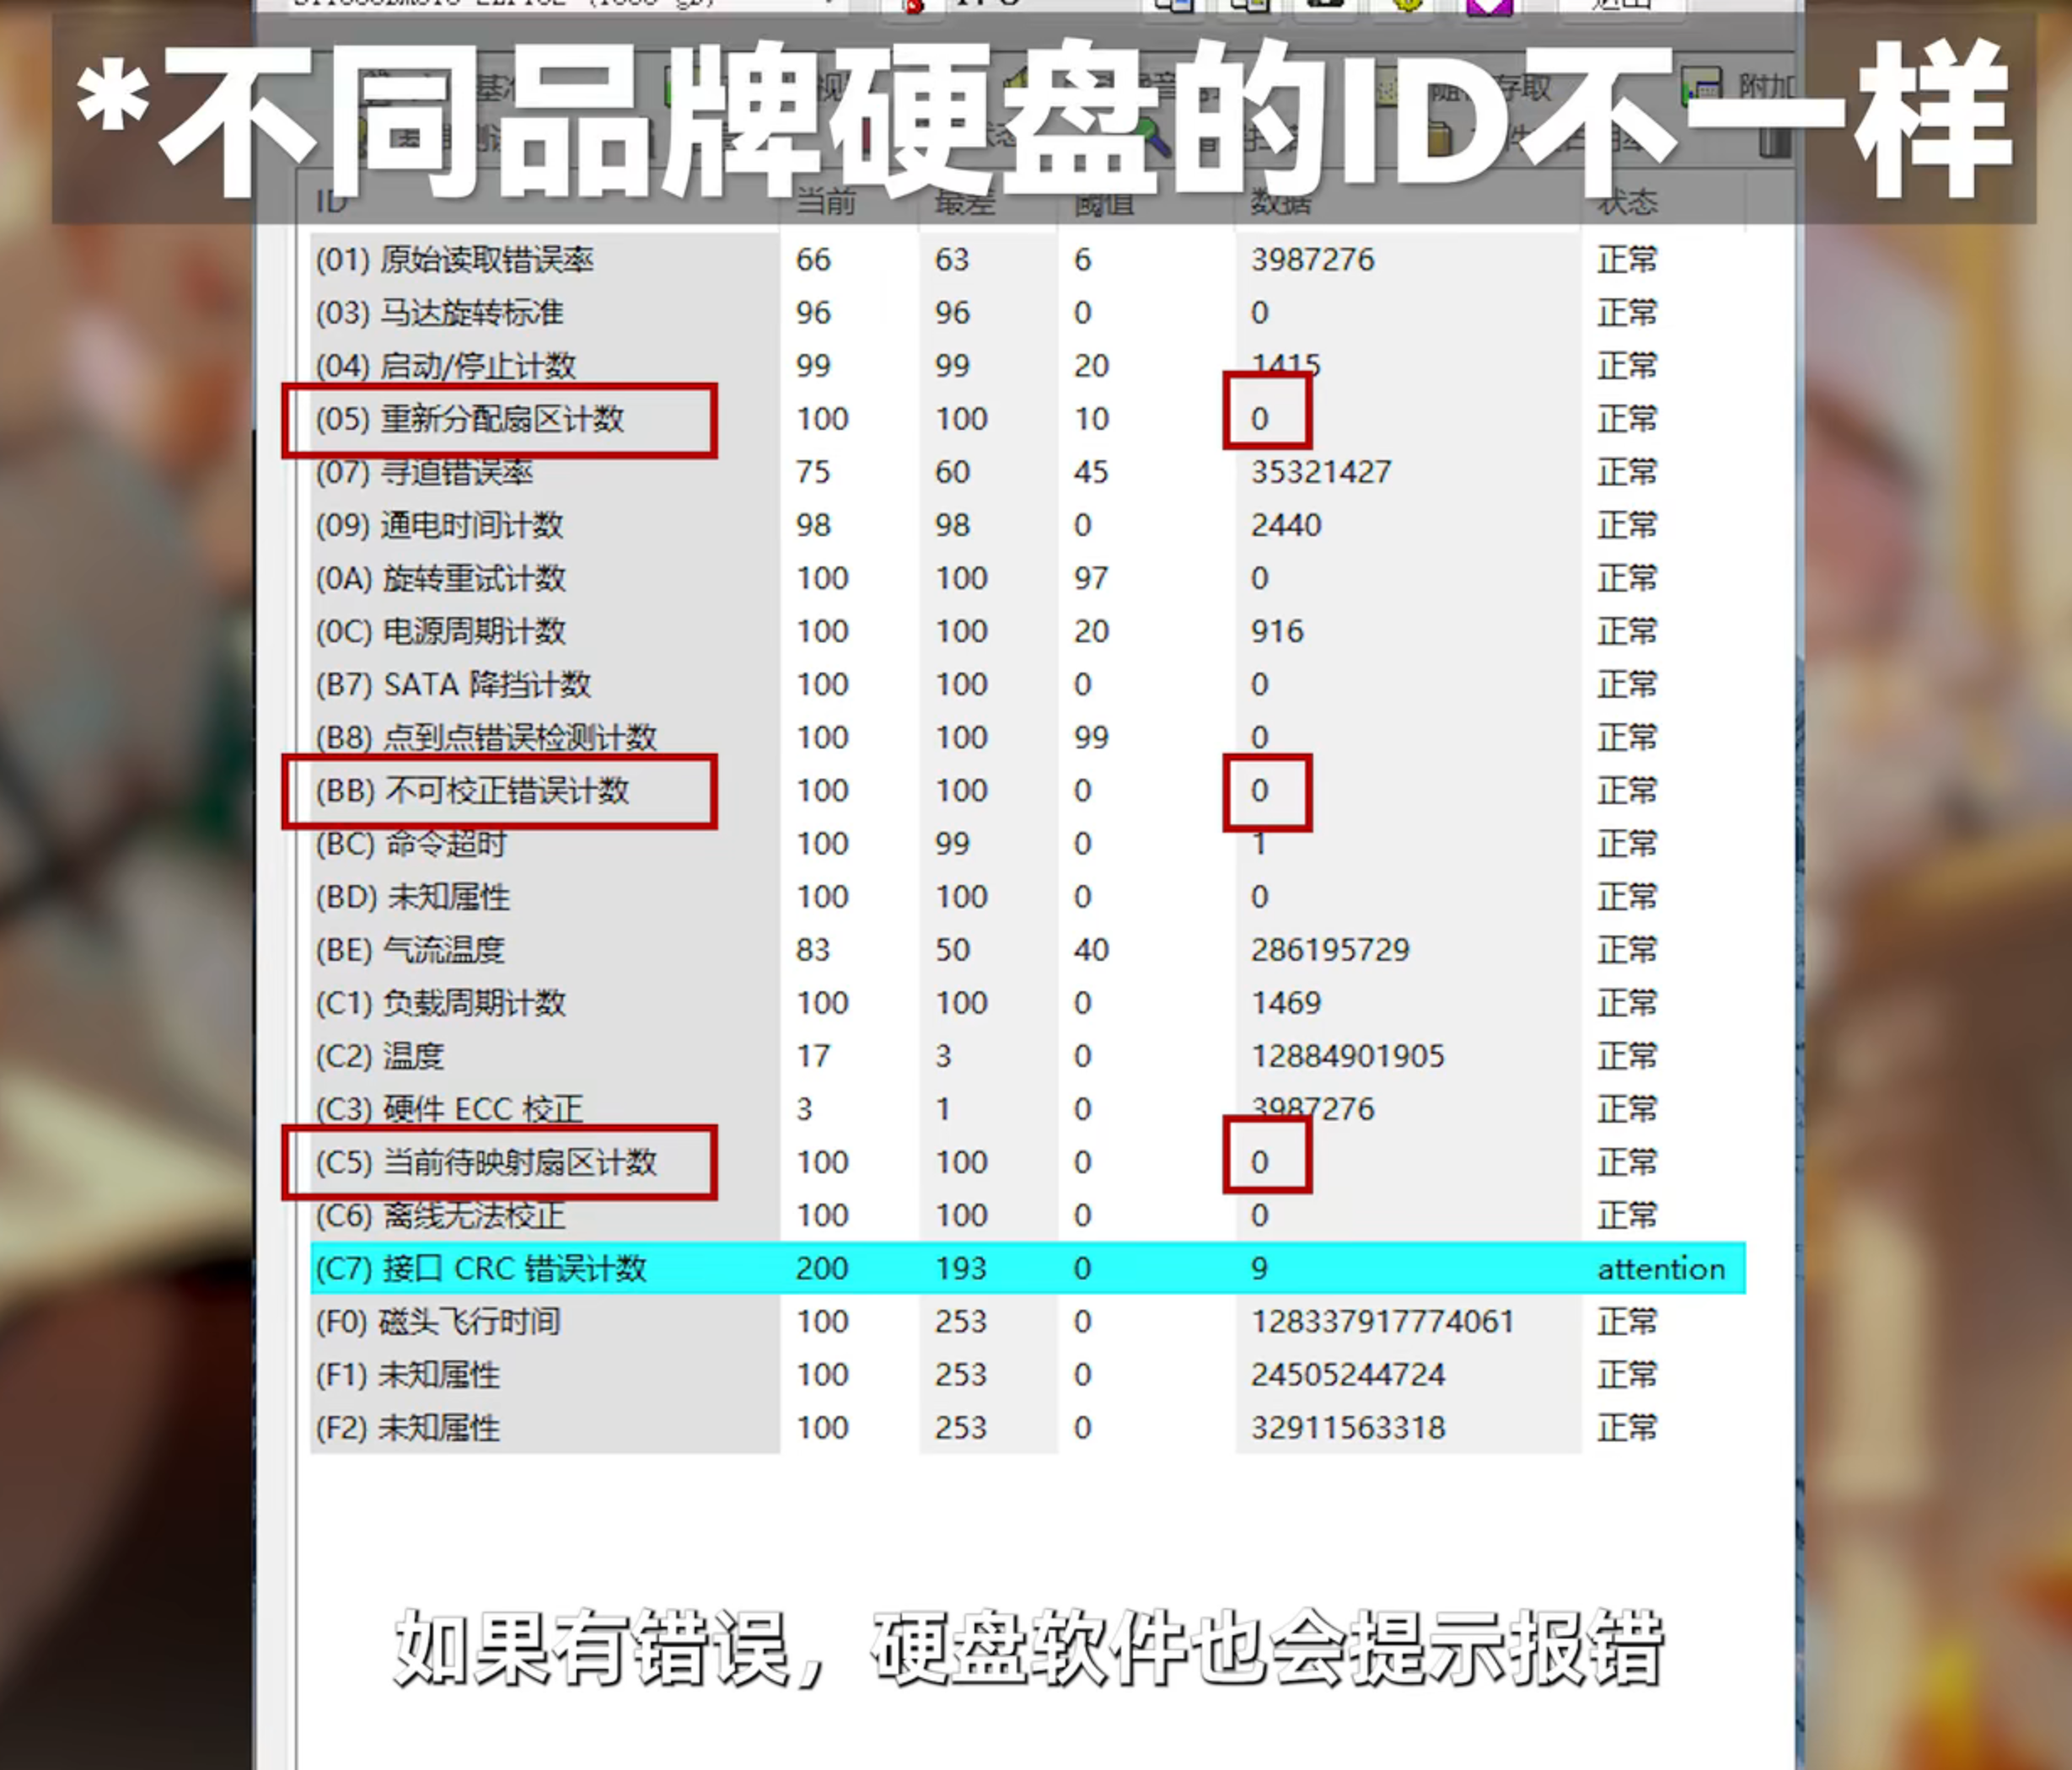 *不同品牌硬盘的ID不一样
附加
ID 当前 最差 阈值 数据 状态
(01) 原始读取错误率 66 63 6 3987276 正常
(03) 马达旋转标准 96 96 0 0 正常
(04) 启动/停止计数 99 99 20 1415 正常
(05) 重新分配扇区计数 100 100 10 0 正常
(07) 寻道错误率 75 60 45 35321427 正常
(09) 通电时间计数 98 98 0 2440 正常
(0A) 旋转重试计数 100 100 97 0 正常
(0C) 电源周期计数 100 100 20 916 正常
(B7) SATA 降挡计数 100 100 0 0 正常
(B8) 点到点错误检测计数 100 100 99 0 正常
(BB) 不可校正错误计数 100 100 0 0 正常
(BC) 命令超时 100 99 0 1 正常
(BD) 未知属性 100 100 0 0 正常
(BE) 气流温度 83 50 40 286195729 正常
(C1) 负载周期计数 100 100 0 1469 正常
(C2) 温度 17 3 0 12884901905 正常
(C3) 硬件 ECC 校正 3 1 0 3987276 正常
(C5) 当前待映射扇区计数 100 100 0 0 正常
(C6) 离线无法校正 100 100 0 0 正常
(C7) 接口 CRC 错误计数 200 193 0 9 attention
(F0) 磁头飞行时间 100 253 0 128337917774061 正常
(F1) 未知属性 100 253 0 24505244724 正常
(F2) 未知属性 100 253 0 32911563318 正常
如果有错误，硬盘软件也会提示报错